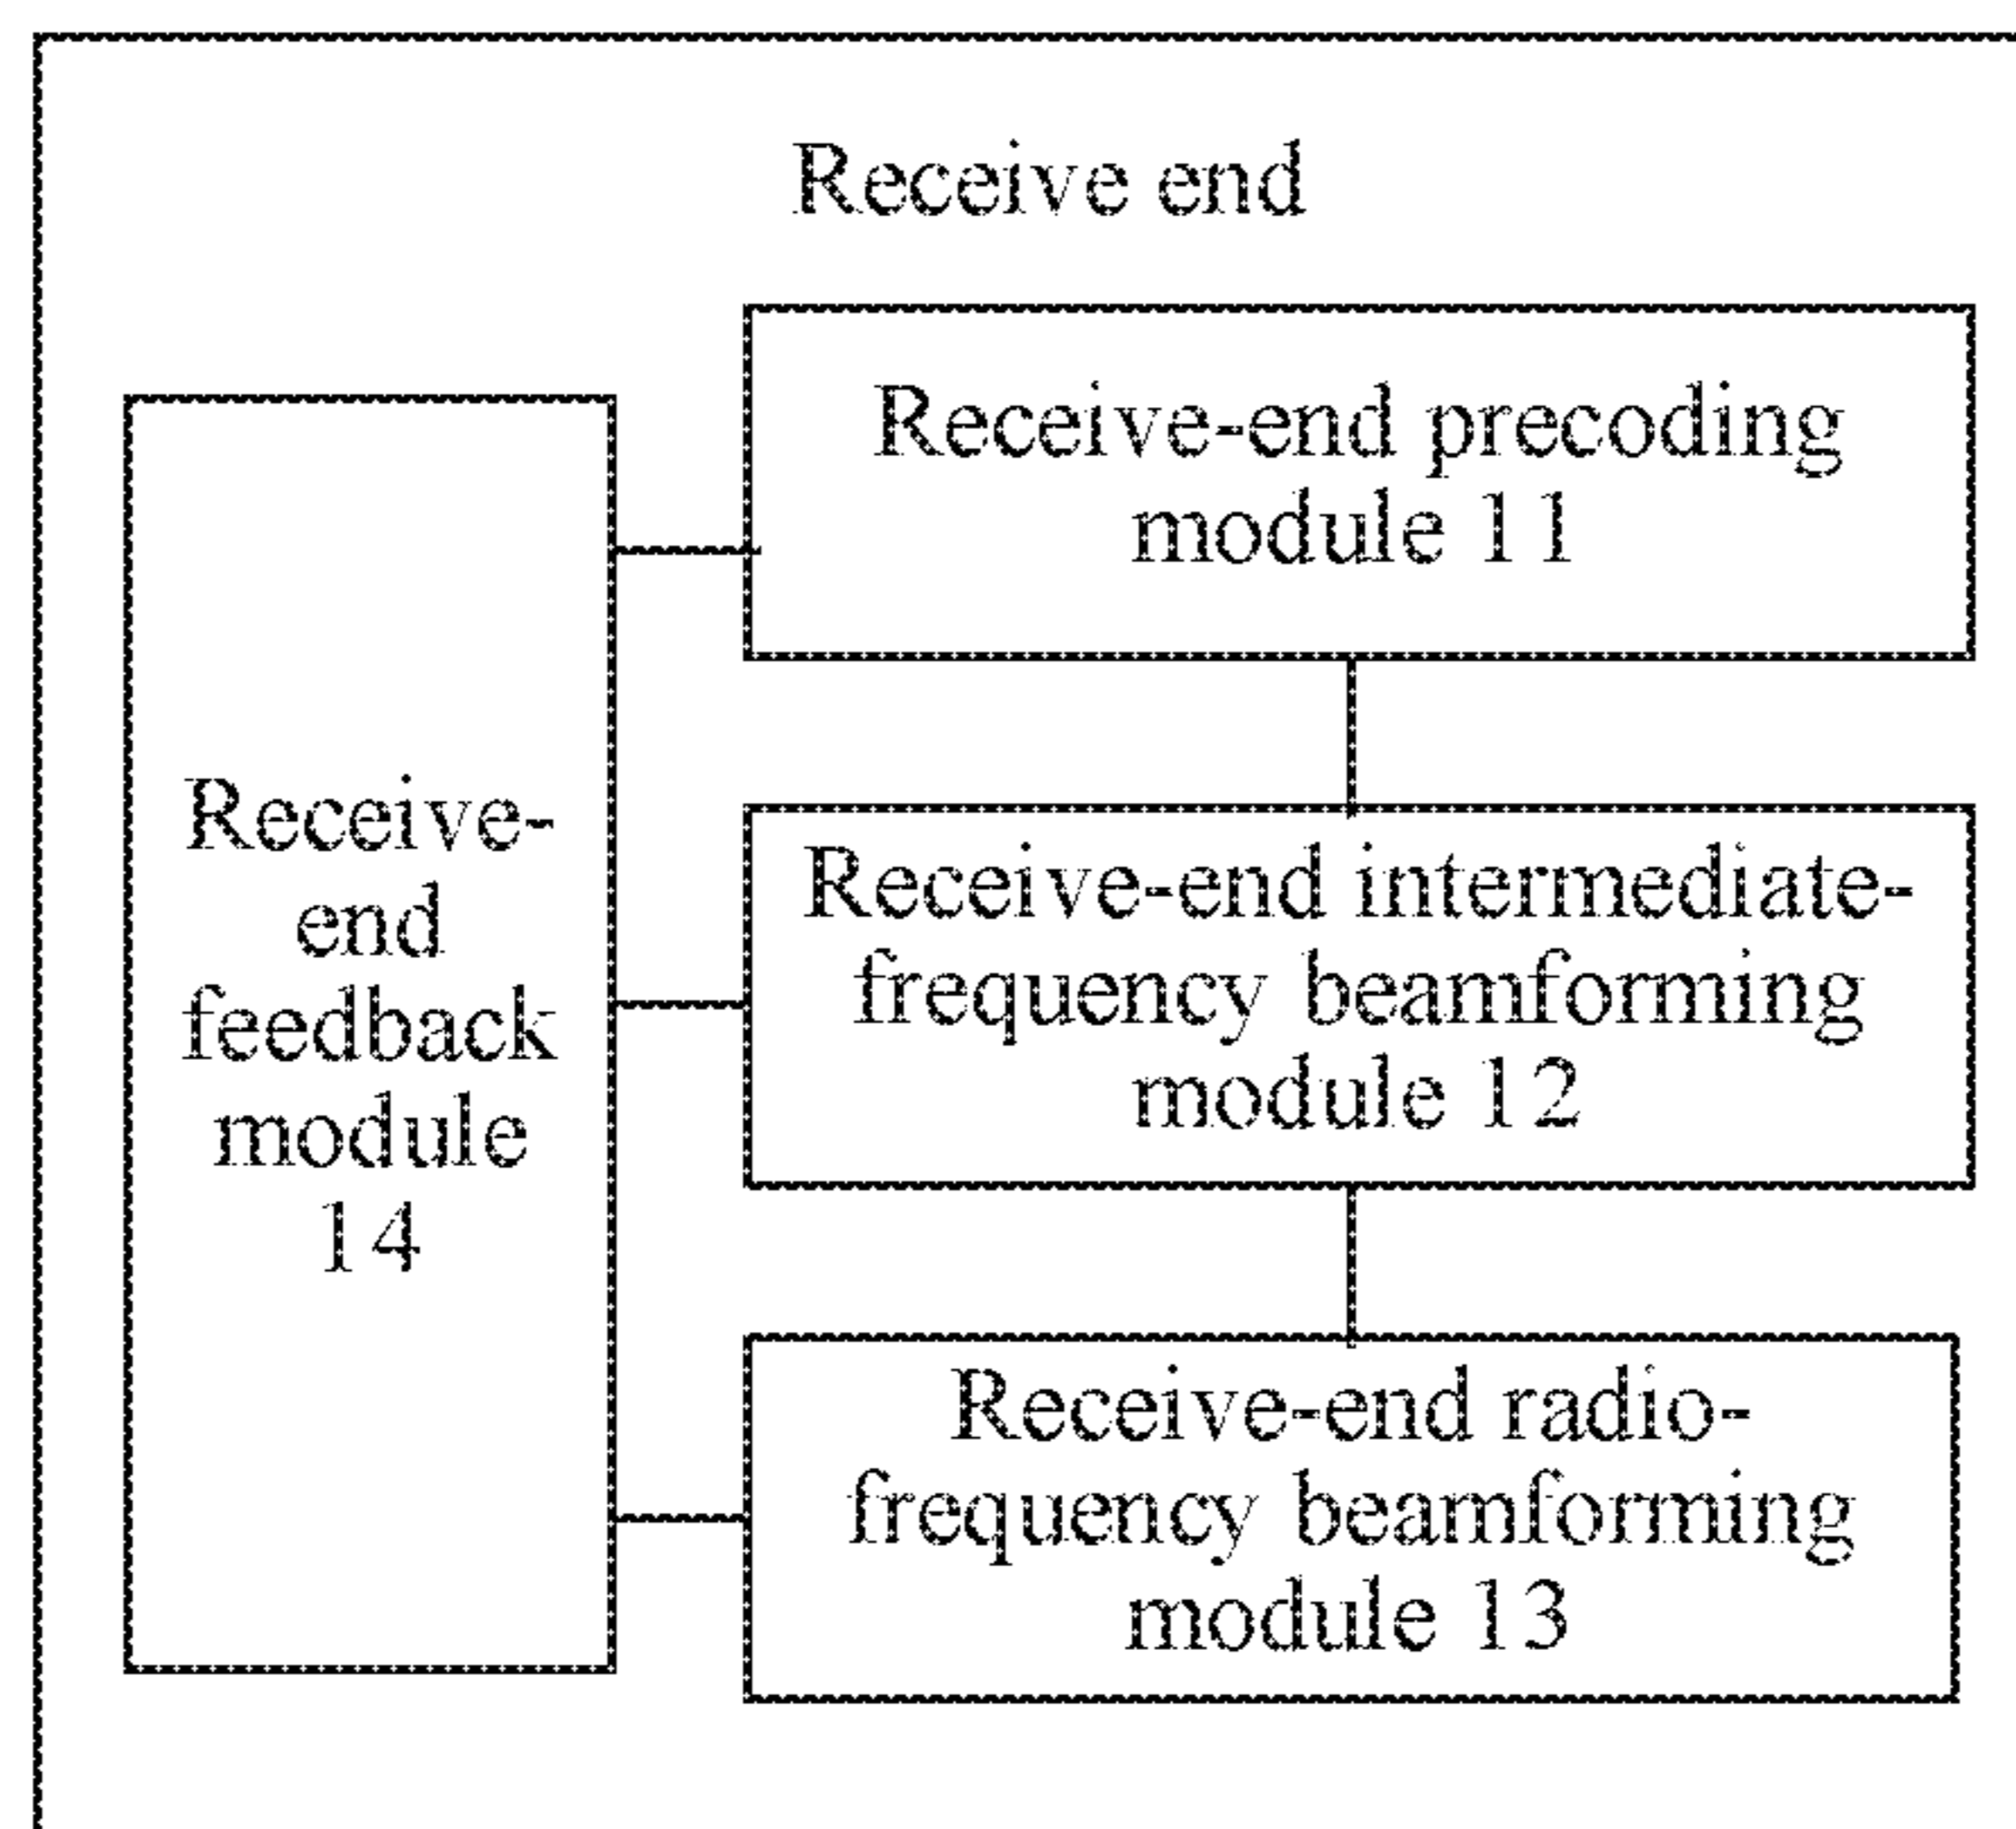 Receive end
Receive-end precoding
module 11
Receive-
end
feedback
module
14
Receive-end intermediate-
frequency beamforming
module 12
Receive-end radio-
frequency beamforming
module 13